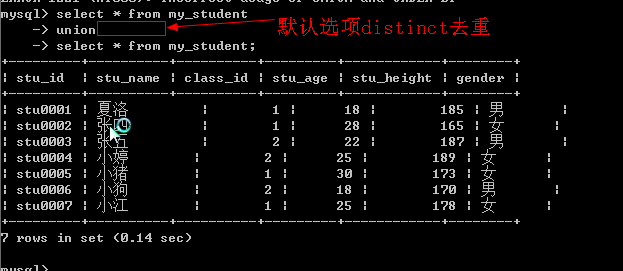 mysql> select * from my_student
-> union 默认选项distinct去重
-> select * from my_student;
+---------+----------+----------+---------+------------+--------+
| stu_id | stu_name | class_id | stu_age | stu_height | gender |
+---------+----------+----------+---------+------------+--------+
| stu0001 | 夏洛 | 1 | 18 | 185 | 男 |
| stu0002 | 张 | 1 | 28 | 165 | 女 |
| stu0003 | 张五 | 2 | 22 | 187 | 男 |
| stu0004 | 小婷 | 2 | 25 | 189 | 女
| stu0005 | 小猪 | 1 | 30 | 173 | 女
| stu0006 | 小狗 | 2 | 18 | 170 | 男
| stu0007 | 小江 | 1 | 25 | 178 | 女 |
+---------+----------+----------+---------+------------+--------+
7 rows in set (0.14 sec)
mysql>